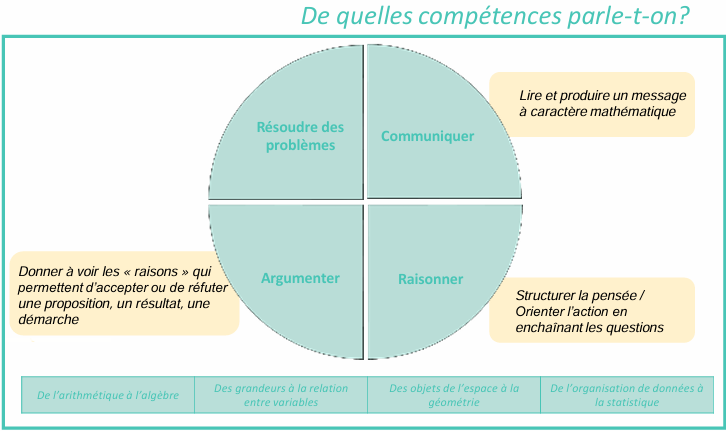 De quelles compétences parle-t-on?
Résoudre des
problèmes
Communiquer
Lire et produire un message
à caractère mathématique
Donner à voir les « raisons » qui
permettent d'accepter ou de réfuter
une proposition, un résultat, une
démarche
Argumenter
Raisonner
Structurer la pensée /
Orienter l'action en
enchaînant les questions
De l'arithmétique à l'algèbre
Des grandeurs à la relation
entre variables
Des objets de l'espace à la
géométrie
De l'organisation de données à
la statistique